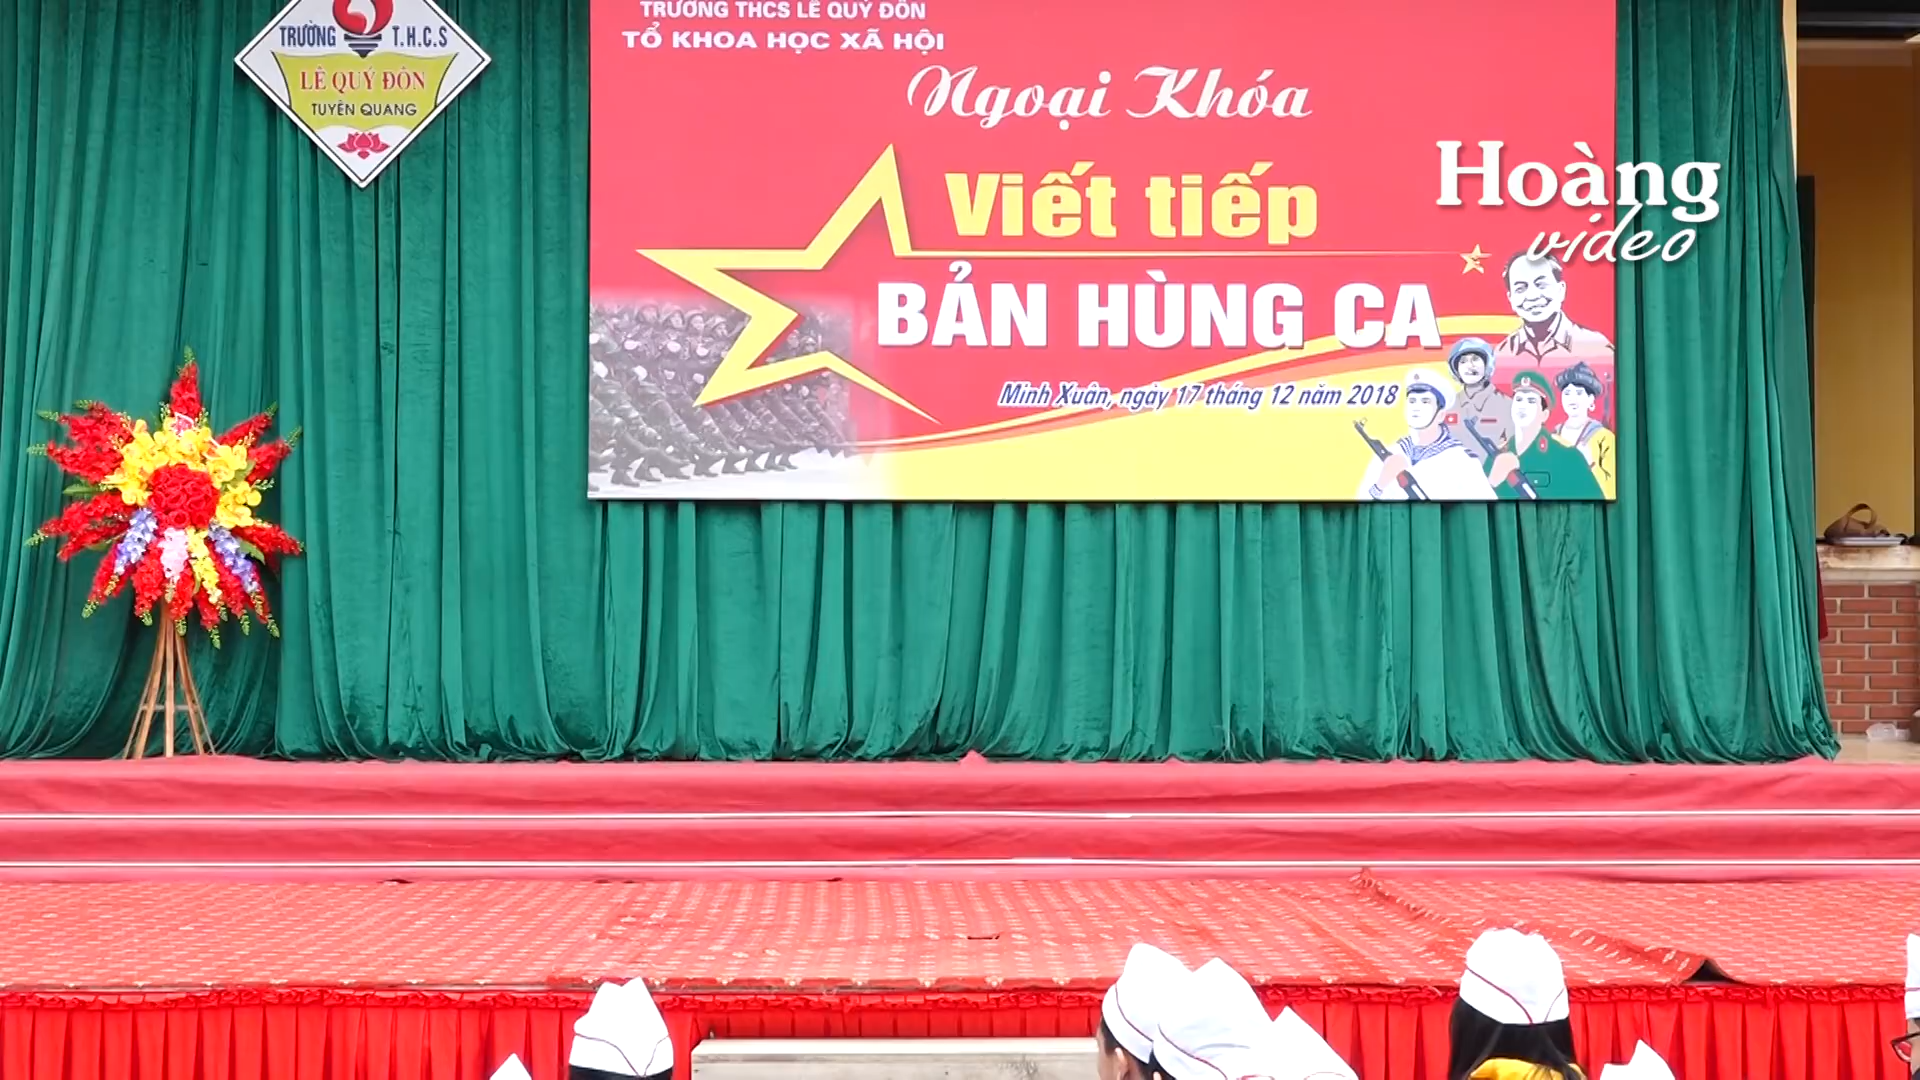 TRƯỜNG T.H.C.S
LÊ QUÝ ĐÔN
TUYÊN QUANG
TRƯỜNG THCS LÊ QUÝ ĐÔN
TỔ KHOA HỌC XÃ HỘI
Ngoại Khóa
Viết tiếp
BẢN HÙNG CA
Minh Xuân, ngày 17 tháng 12 năm 2018
Hoàng
video